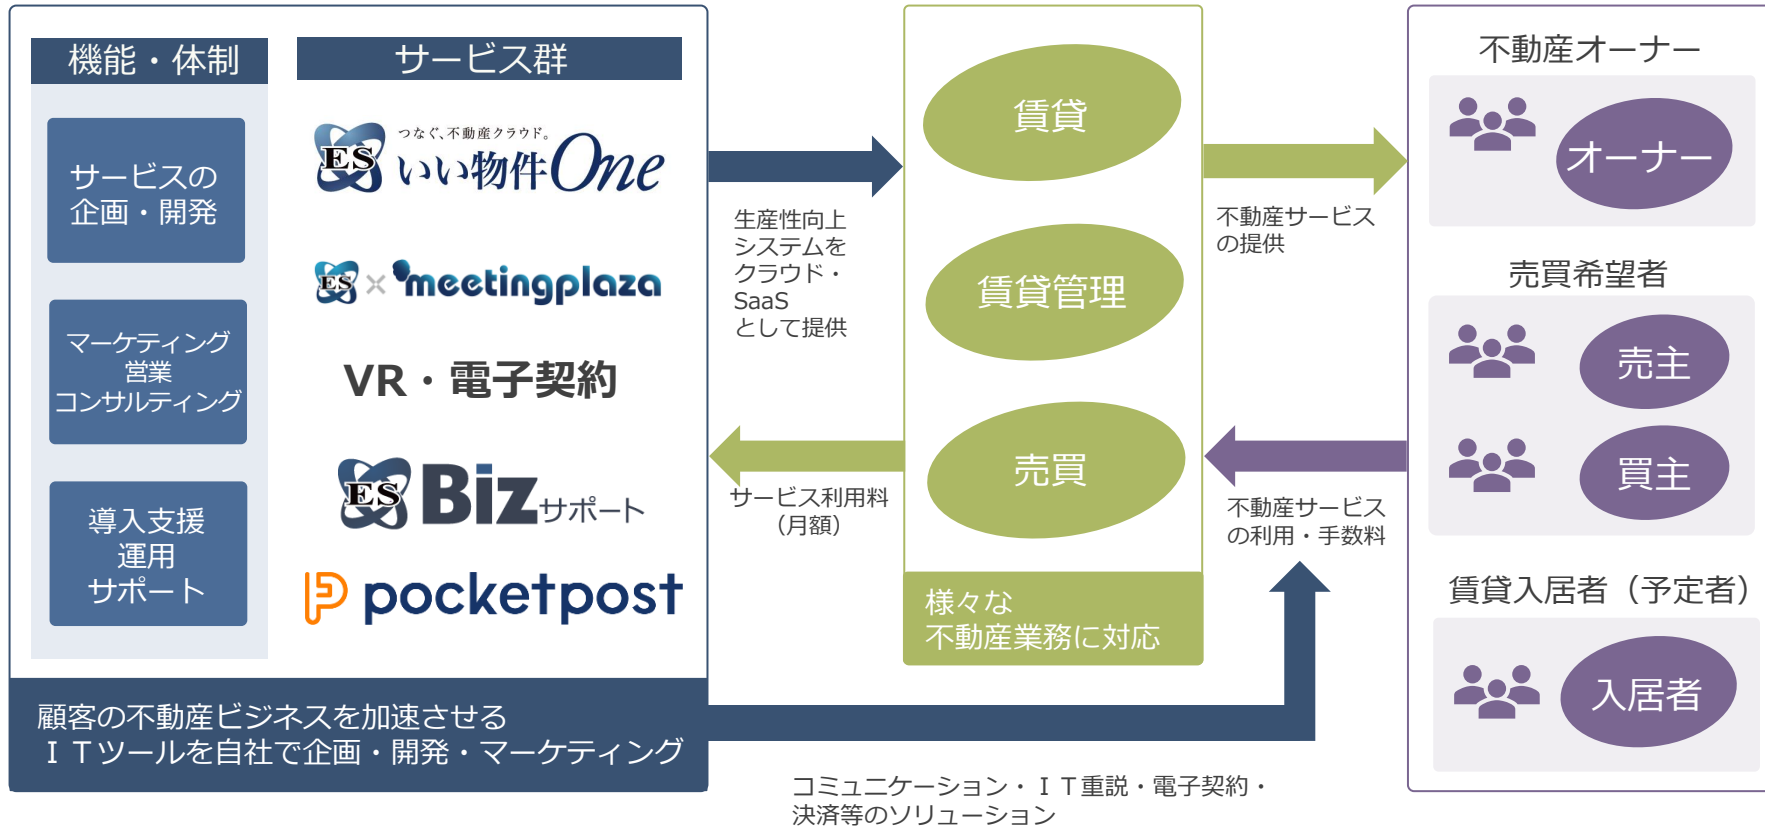 機能・体制
サービスの
企画・開発
マーケティング
営業
コンサルティング
導入支援
運用
サポート
サービス群
ES
つなぐ、不動産クラウド。
いい物件One
ES × meetingplaza
VR・電子契約
ES Bizサポート
pocketpost
顧客の不動産ビジネスを加速させる
ＩＴツールを自社で企画・開発・マーケティング
生産性向上
システムを
クラウド・
SaaS
として提供
サービス利用料
（月額）
賃貸
賃貸管理
売買
様々な
不動産業務に対応
不動産サービス
の提供
不動産サービス
の利用・手数料
コミュニケーション・ＩＴ重説・電子契約・
決済等のソリューション
不動産オーナー
オーナー
売買希望者
売主
買主
賃貸入居者（予定者）
入居者